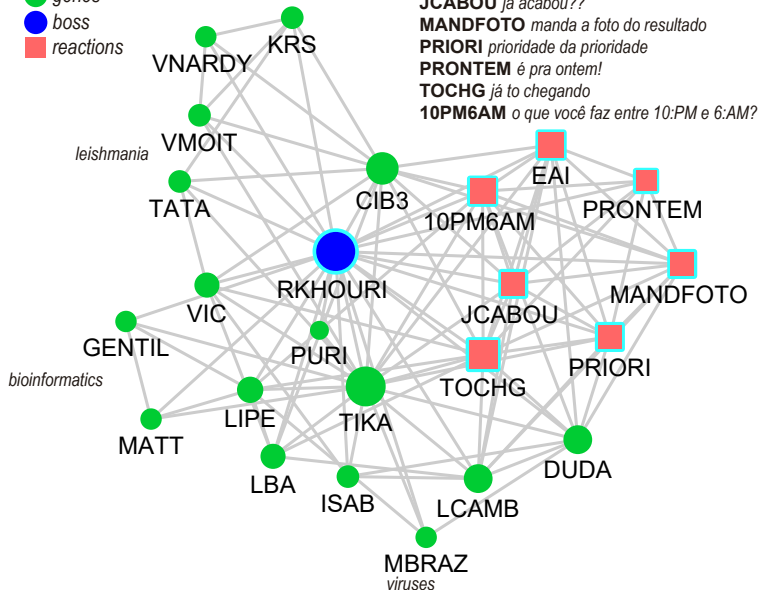 genes
boss
reactions
JCABOU já acabou??
MANDFOTO manda a foto do resultado
PRIORI prioridade da prioridade
PRONTEM é pra ontem!
TOCHG já to chegando
10PM6AM o que você faz entre 10:PM e 6:AM?
KRS
VNARDY
VMOIT
leishmania
TATA
CIB3
EAI
10PM6AM
PRONTEM
RKHOURI
MANDFOTO
VIC
JCABOU
GENTIL
PURI
PRIORI
bioinformatics
TOCHG
LIPE
TIKA
MATT
DUDA
LBA
ISAB
LCAMB
MBRAZ
viruses